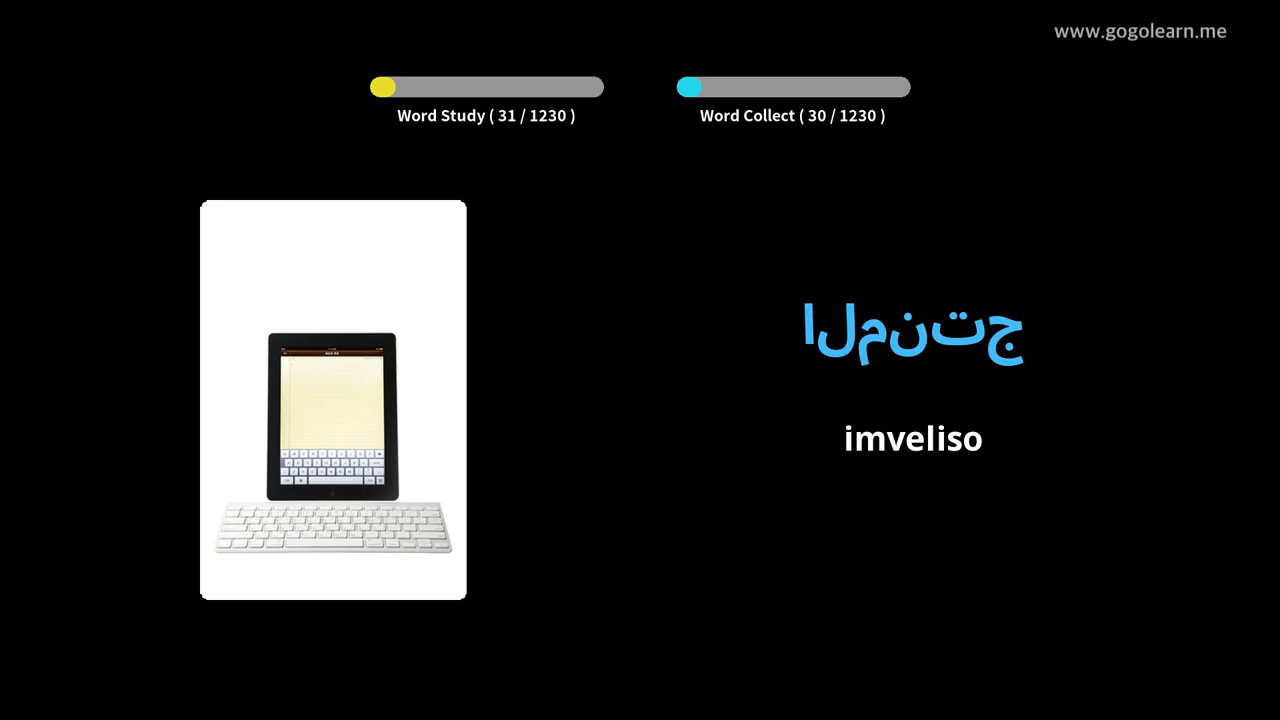 www.gogolearn.me
Word Study ( 31 / 1230 )
Word Collect ( 30 / 1230 )
المنتج
imveliso